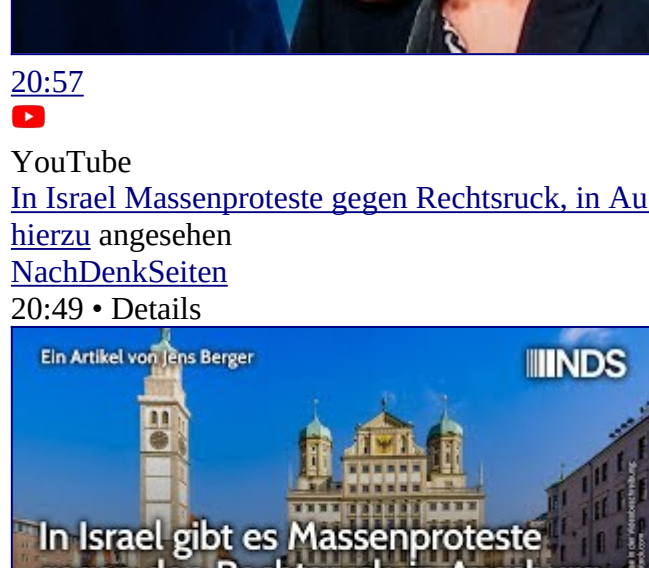 20:57
YouTube
In Israel Massenproteste gegen Rechtsruck, in Au
hierzu angesehen
NachDenkSeiten
20:49 • Details
Ein Artikel von Jens Berger
NDS
In Israel gibt es Massenproteste